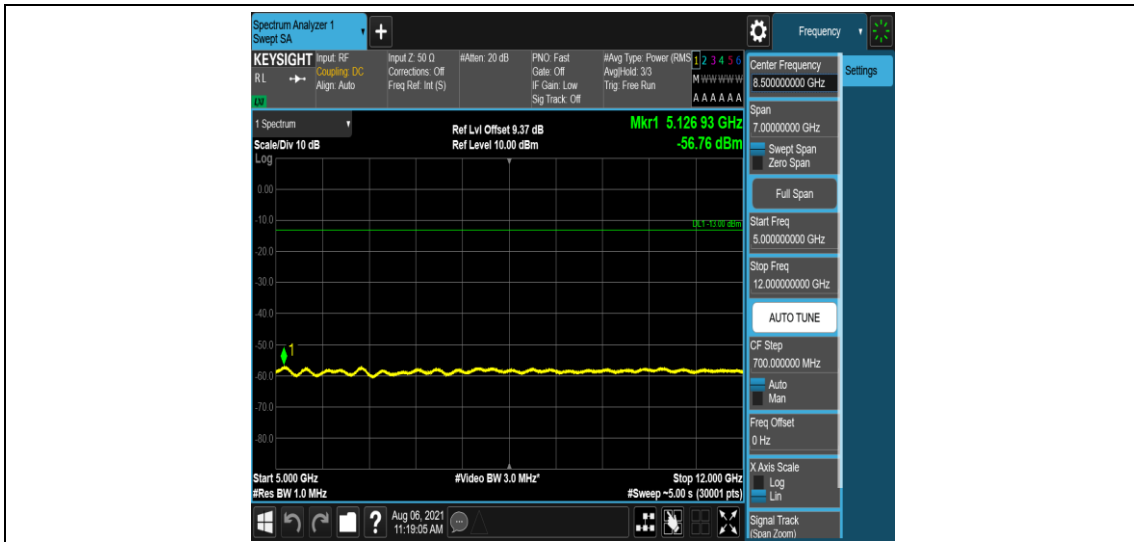 Spectrum Analyzer 1
Swept SA
+
Frequency
KEYSIGHT
RL
LM
Input: RF
Coupling: DC
Align: Auto
Input Z: 50 Ω
Corrections: Off
Freq Ref: Int (S)
#Atten: 20 dB
PNO: Fast
Gate: Off
IF Gain: Low
Sig Track: Off
#Avg Type: Power (RMS
Avg|Hold: 3/3
Trig: Free Run
1 2 3 4 5 6
M W W W W W
A A A A A A
1 Spectrum
Scale/Div 10 dB
Ref Lvl Offset 9.37 dB
Ref Level 10.00 dBm
Mkr1 5.126 93 GHz
-56.76 dBm
Log
0.00
-10.0
DL1 -13.00 dBm
-20.0
-30.0
-40.0
-50.0
1
-60.0
-70.0
-80.0
Start 5.000 GHz
#Res BW 1.0 MHz
#Video BW 3.0 MHz*
Stop 12.000 GHz
#Sweep ~5.00 s (30001 pts)
?
Aug 06, 2021
11:19:05 AM
Center Frequency
8.500000000 GHz
Settings
Span
7.00000000 GHz
Swept Span
Zero Span
Full Span
Start Freq
5.000000000 GHz
Stop Freq
12.000000000 GHz
AUTO TUNE
CF Step
700.000000 MHz
Auto
Man
Freq Offset
0 Hz
X Axis Scale
Log
Lin
Signal Track
(Span Zoom)